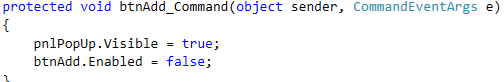 protected void btnAdd_Command(object sender, CommandEventArgs e)
{
    pnlPopUp.Visible = true;
    btnAdd.Enabled = false;
}